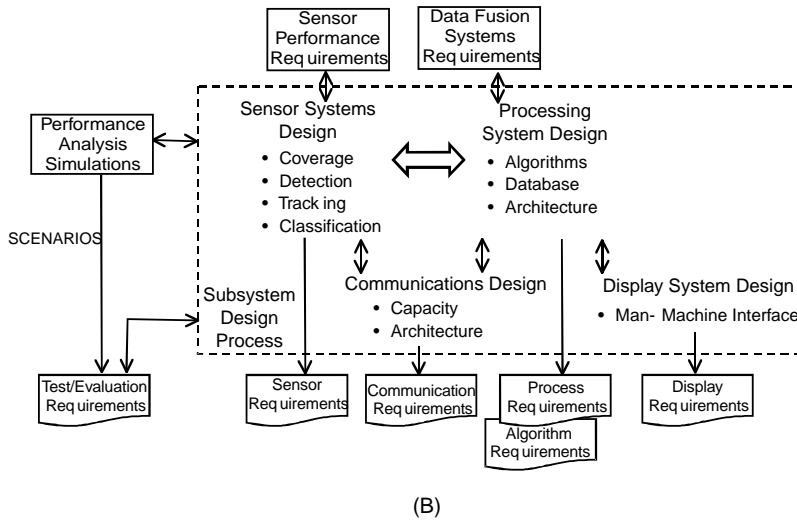 Sensor
Performance
Req uirements
Data Fusion
Systems
Req uirements
Performance
Analysis
Simulations
Sensor Systems
Design
• Coverage
• Detection
• Track ing
• Classification
Processing
System Design
• Algorithms
• Database
• Architecture
SCENARIOS
Subsystem
Design
Process
Communications Design
• Capacity
• Architecture
Display System Design
• Man- Machine Interface
Test/Evaluation
Req uirements
Sensor
Req uirements
Communication
Req uirements
Process
Req uirements
Algorithm
Req uirements
Display
Req uirements
(B)